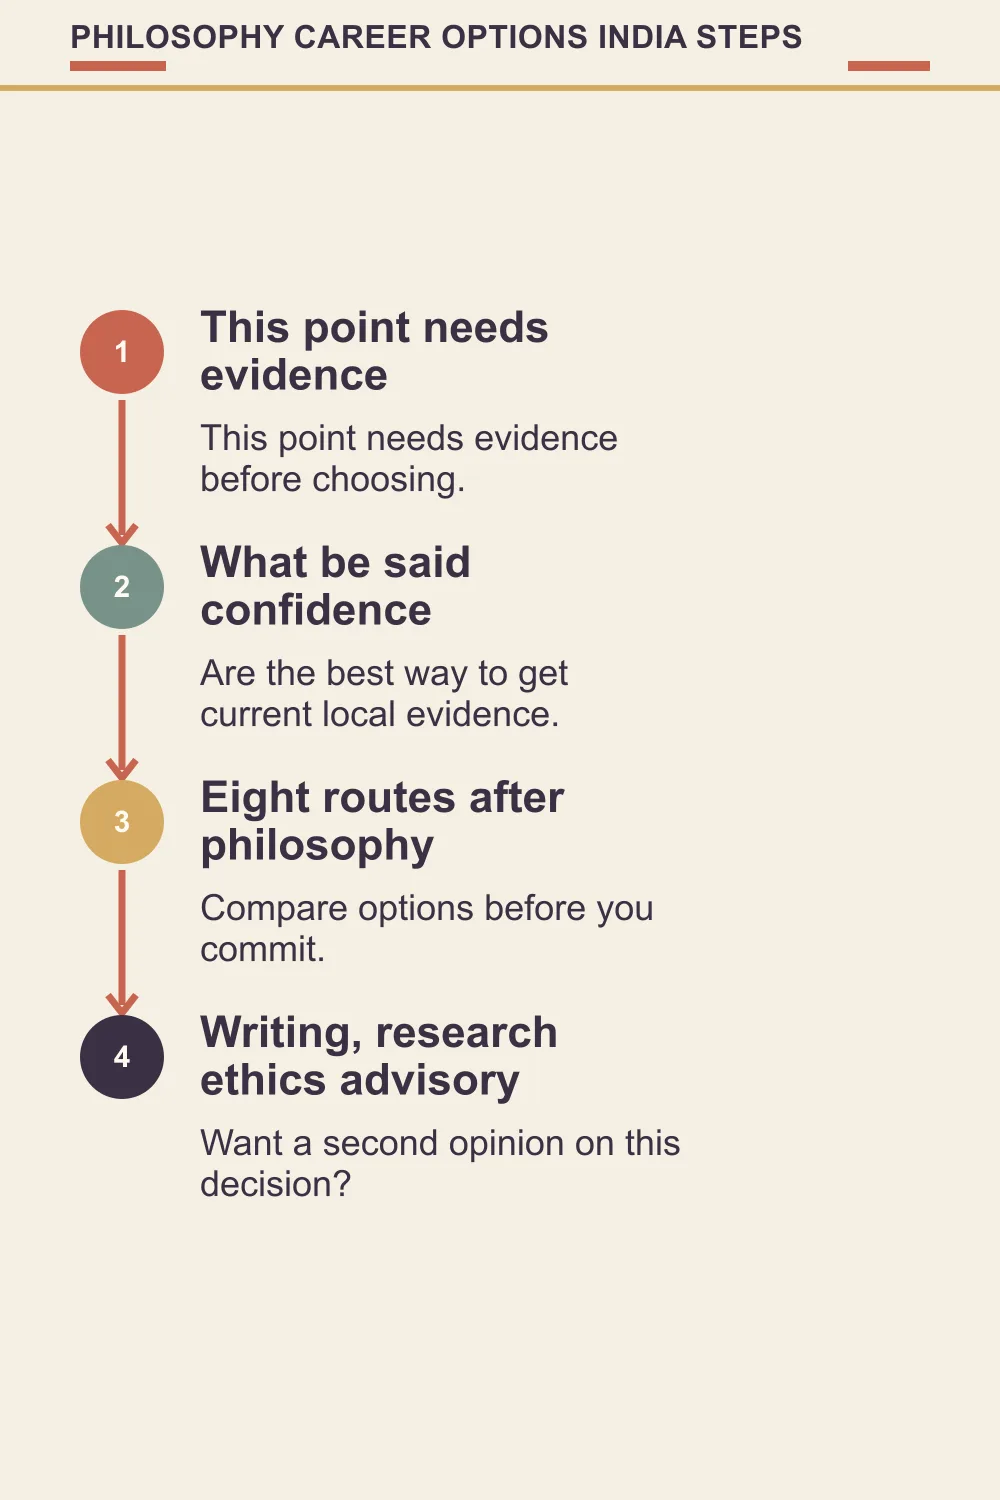 PHILOSOPHY CAREER OPTIONS INDIA STEPS
1
This point needs
evidence
This point needs evidence
before choosing.
2
What be said
confidence
Are the best way to get
current local evidence.
3
Eight routes after
philosophy
Compare options before you
commit.
4
Writing, research
ethics advisory
Want a second opinion on this
decision?